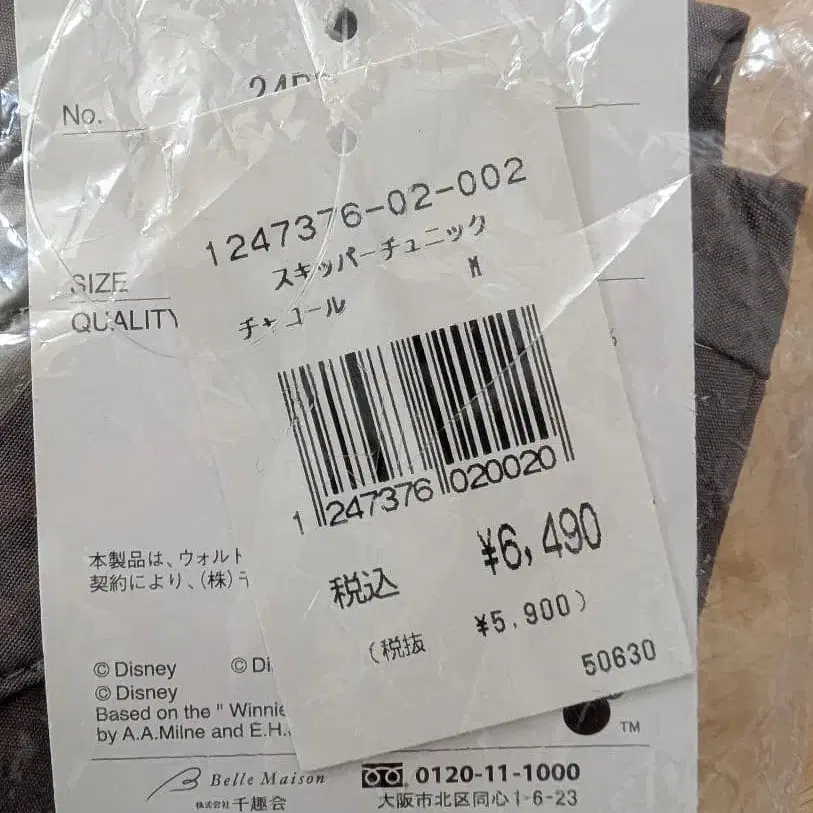 No.
1247376-02-002
スキッパーチュニック
チャコール M
SIZE
QUALITY
1 247376 020020
税込 ¥6,490
(税抜 ¥5,900)
50630
本製品は、ウォルト
契約により、(株)
© Disney © Di
© Disney
Based on the " Winnie
by A.A.Milne and E.H.
TM
Belle Maison 0120-11-1000
株式会社千趣会 大阪市北区同心1-6-23